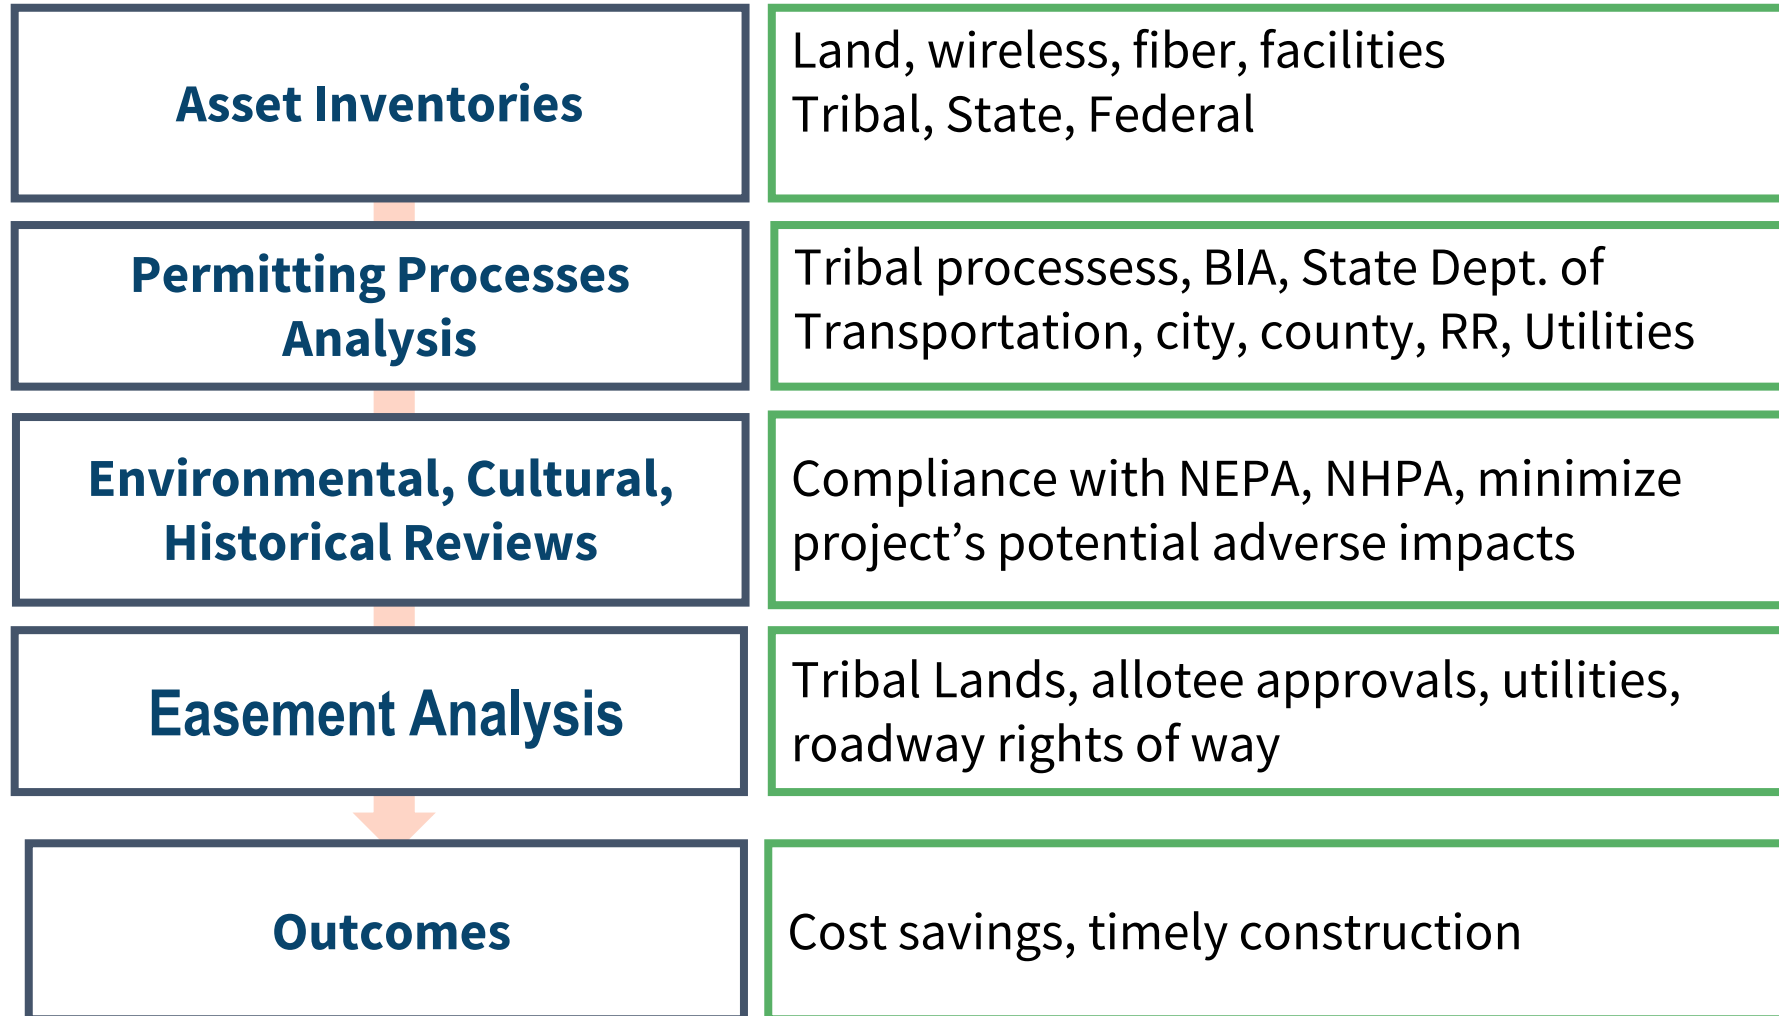 Asset Inventories
Land, wireless, fiber, facilities
Tribal, State, Federal
Permitting Processes
Analysis
Tribal processess, BIA, State Dept. of
Transportation, city, county, RR, Utilities
Environmental, Cultural,
Historical Reviews
Compliance with NEPA, NHPA, minimize
project’s potential adverse impacts
Easement Analysis
Tribal Lands, allotee approvals, utilities,
roadway rights of way
Outcomes
Cost savings, timely construction